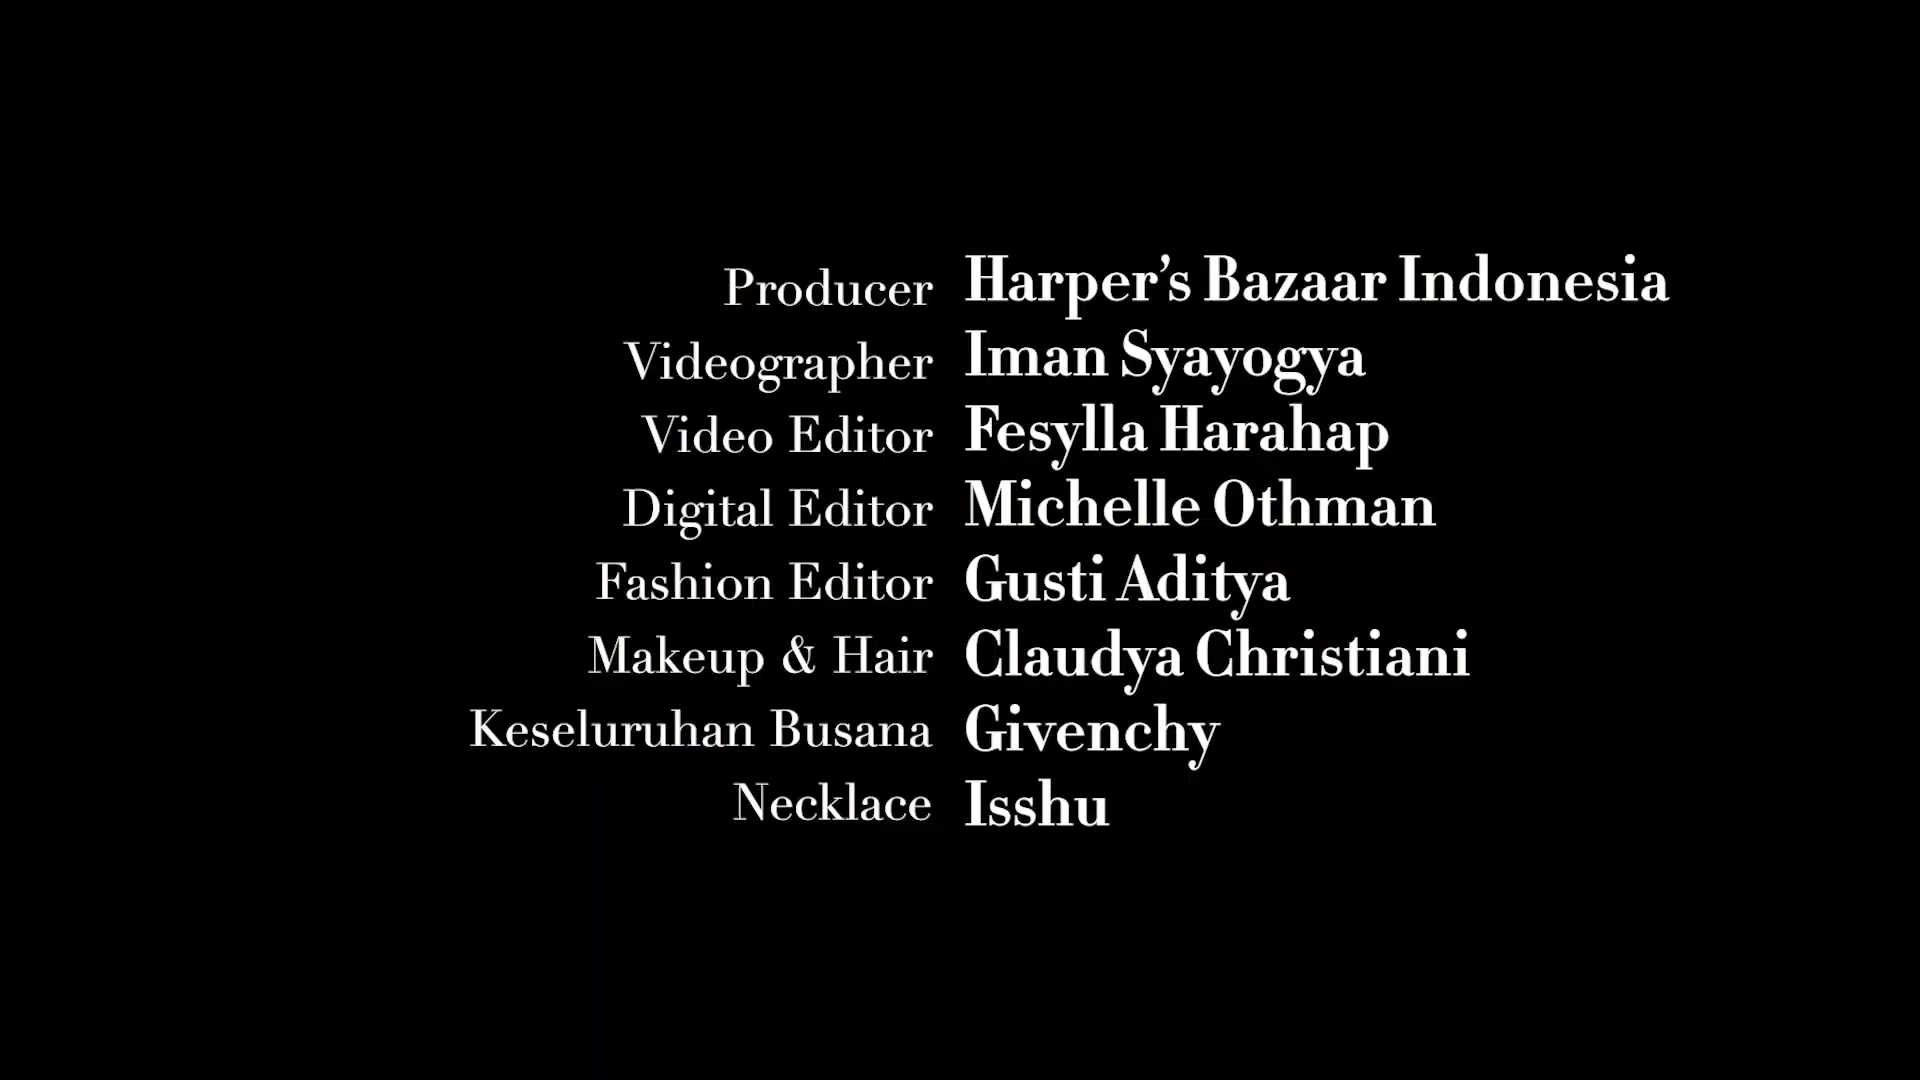 Producer Harper's Bazaar Indonesia
Videographer Iman Syayogya
Video Editor Fesylla Harahap
Digital Editor Michelle Othman
Fashion Editor Gusti Aditya
Makeup & Hair Claudya Christiani
Keseluruhan Busana Givenchy
Necklace Isshu